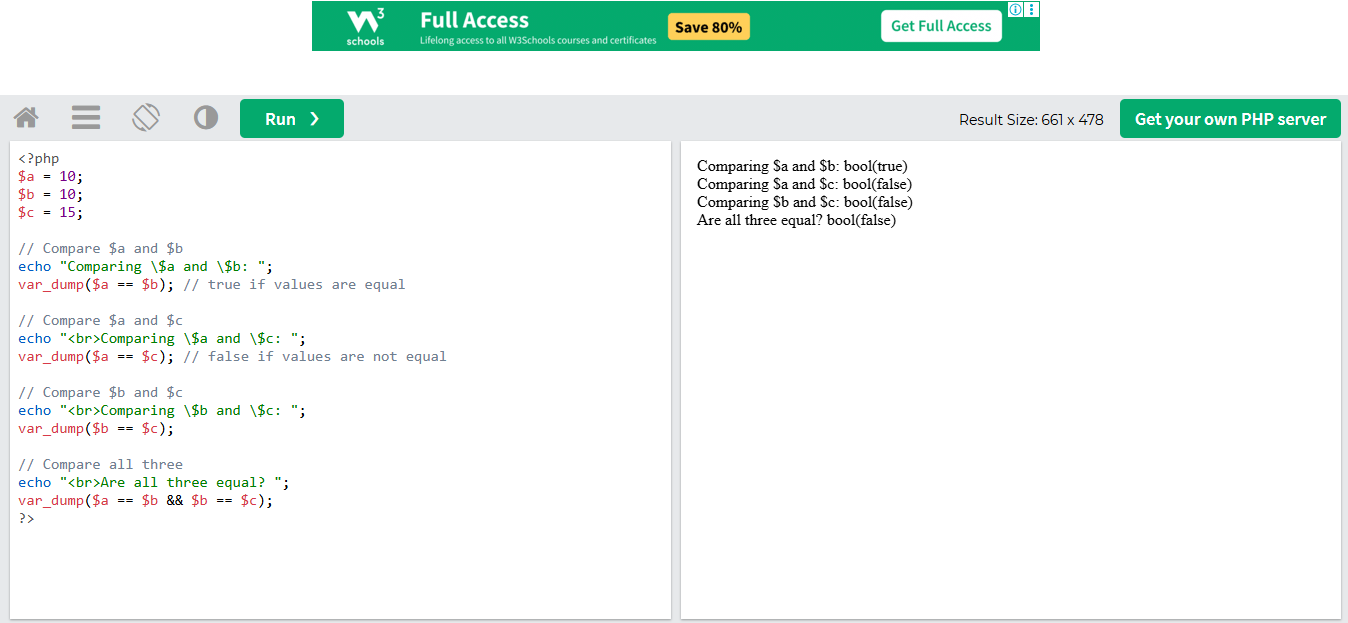 W3 schools
Full Access
Lifelong access to all W3Schools courses and certificates
Save 80%
Get Full Access
Run ❯
Result Size: 661 x 478
Get your own PHP server
<?php
$a = 10;
$b = 10;
$c = 15;
// Compare $a and $b
echo "Comparing \$a and \$b: ";
var_dump($a == $b); // true if values are equal
// Compare $a and $c
echo "<br>Comparing \$a and \$c: ";
var_dump($a == $c); // false if values are not equal
// Compare $b and $c
echo "<br>Comparing \$b and \$c: ";
var_dump($b == $c);
// Compare all three
echo "<br>Are all three equal? ";
var_dump($a == $b && $b == $c);
?>
Comparing $a and $b: bool(true)
Comparing $a and $c: bool(false)
Comparing $b and $c: bool(false)
Are all three equal? bool(false)